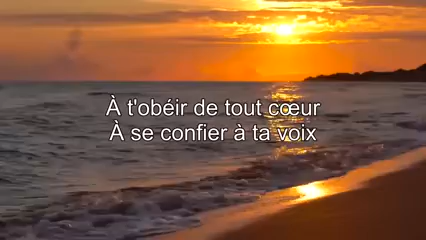 À t'obéir de tout cœur
À se confier à ta voix